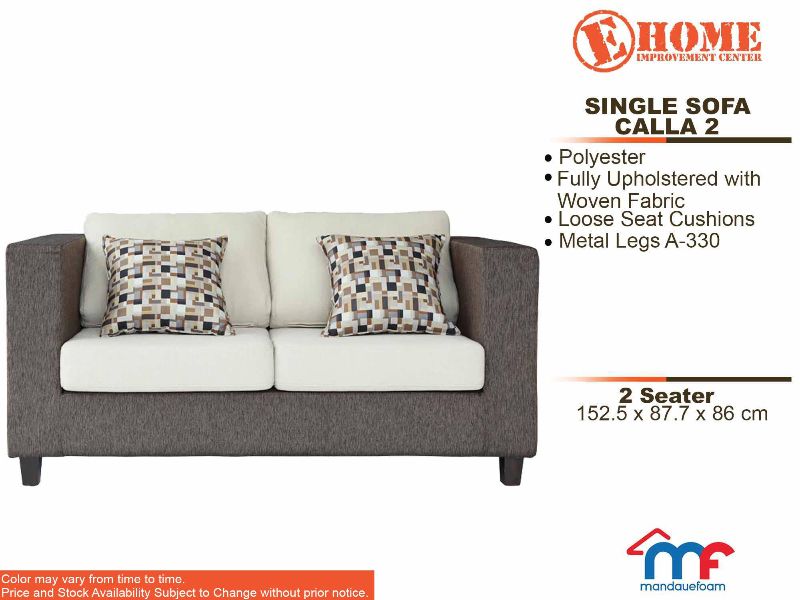 E HOME
IMPROVEMENT CENTER
SINGLE SOFA
CALLA 2
• Polyester
• Fully Upholstered with
Woven Fabric
• Loose Seat Cushions
• Metal Legs A-330
2 Seater
152.5 x 87.7 x 86 cm
mf
mandauefoam
Color may vary from time to time.
Price and Stock Availability Subject to Change without prior notice.